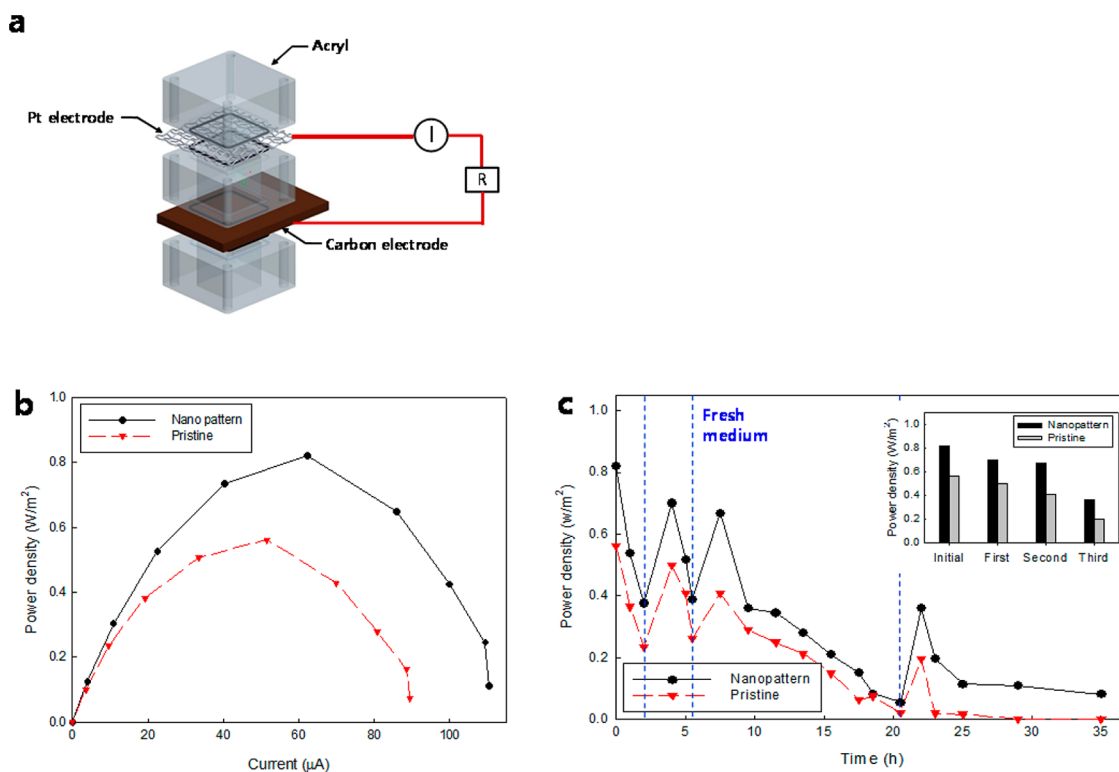 a
Acryl
Pt electrode
I
R
Carbon electrode
b
1.0
0.8
0.6
0.4
0.2
0.0
Power density (W/m²)
Nano pattern
Pristine
0
20
40
60
80
100
Current (μA)
c
1.0
0.8
0.6
0.4
0.2
0.0
Power density (w/m²)
Fresh
medium
Nanopattern
Pristine
1.0
0.8
0.6
0.4
0.2
0.0
Power density (W/m²)
Initial
First
Second
Third
Nanopattern
Pristine
0
5
10
15
20
25
30
35
Time (h)